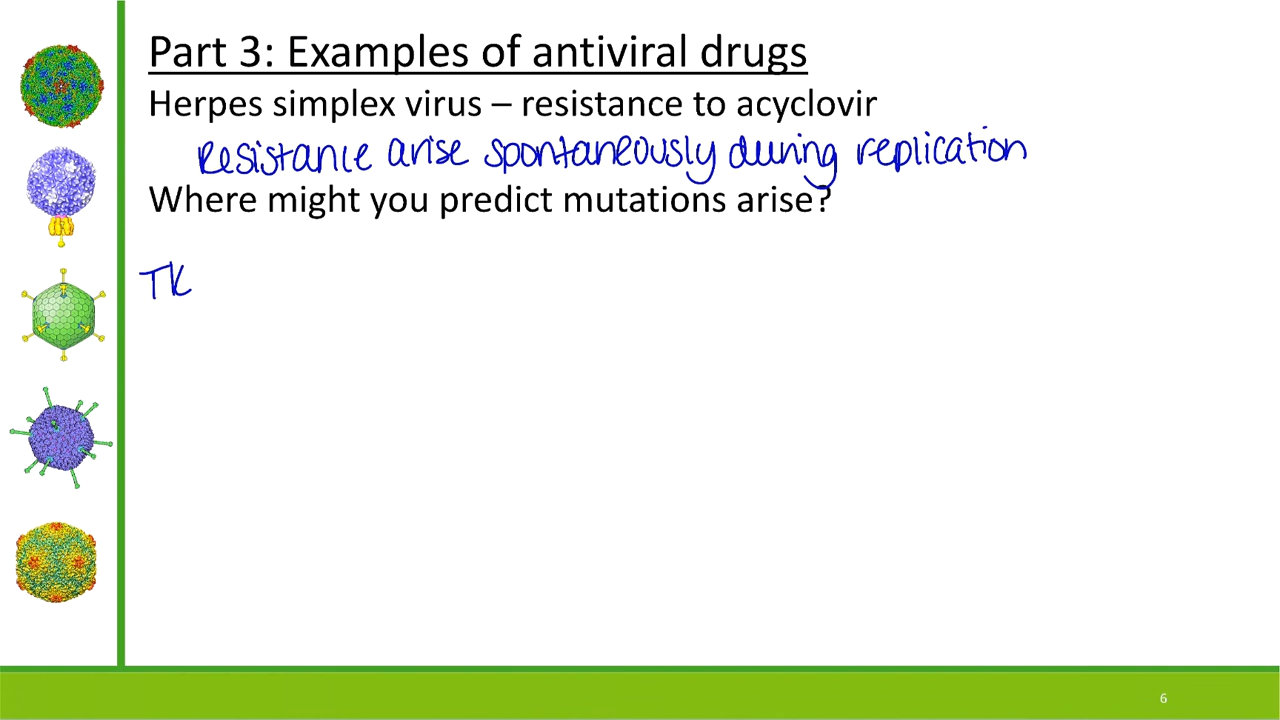 Part 3: Examples of antiviral drugs
Herpes simplex virus – resistance to acyclovir
resistance arise spontaneously during replication
Where might you predict mutations arise?
TK
6